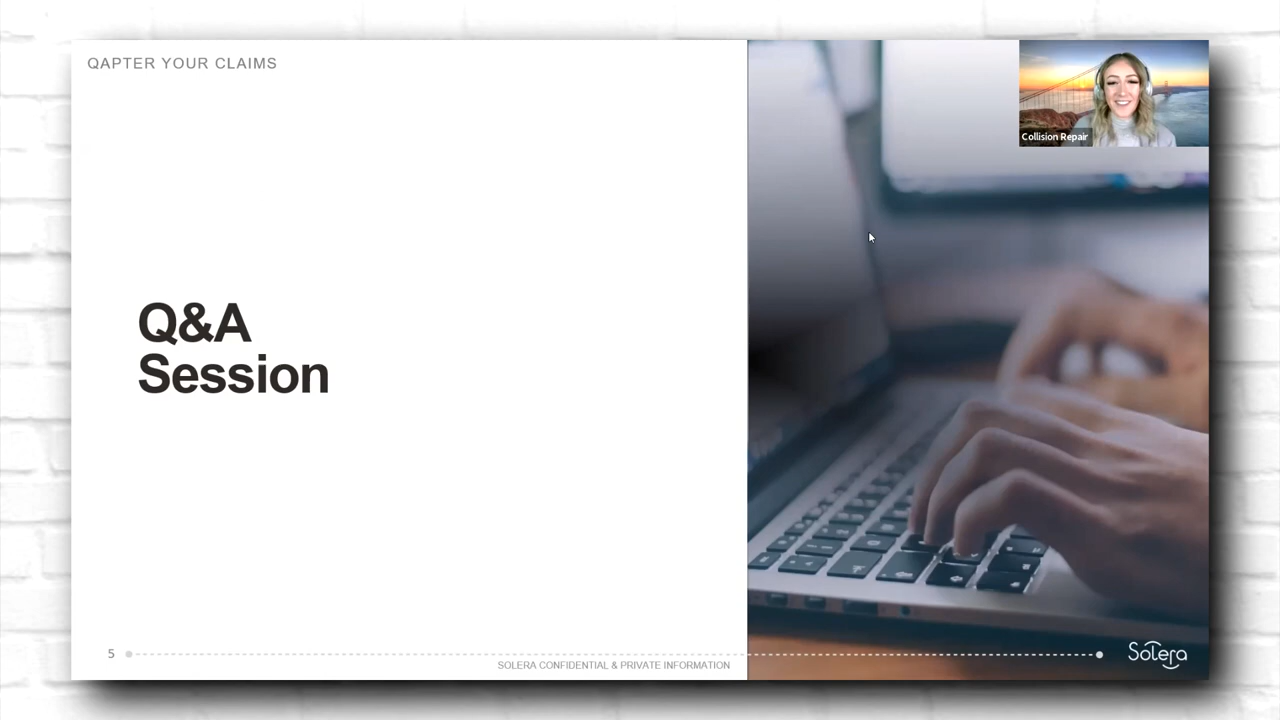 QAPTER YOUR CLAIMS
Collision Repair
Q&A
Session
5
SOLERA CONFIDENTIAL & PRIVATE INFORMATION
Solera